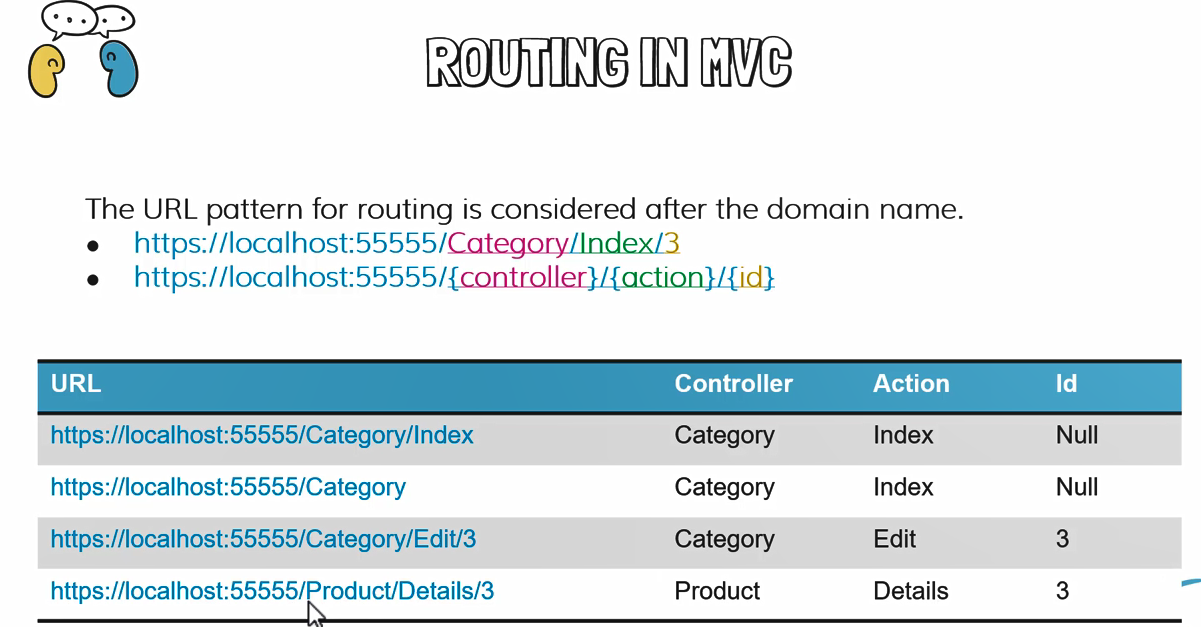 ROUTING IN MVC
The URL pattern for routing is considered after the domain name.
● https://localhost:55555/Category/Index/3
● https://localhost:55555/{controller}/{action}/{id}
URL Controller Action Id
https://localhost:55555/Category/Index Category Index Null
https://localhost:55555/Category Category Index Null
https://localhost:55555/Category/Edit/3 Category Edit 3
https://localhost:55555/Product/Details/3 Product Details 3